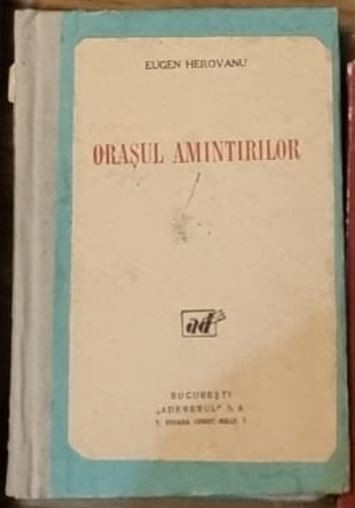 EUGEN HEROVANU
ORAȘUL AMINTIRILOR
ad
BUCUREȘTI
„ADEVERUL" S. A